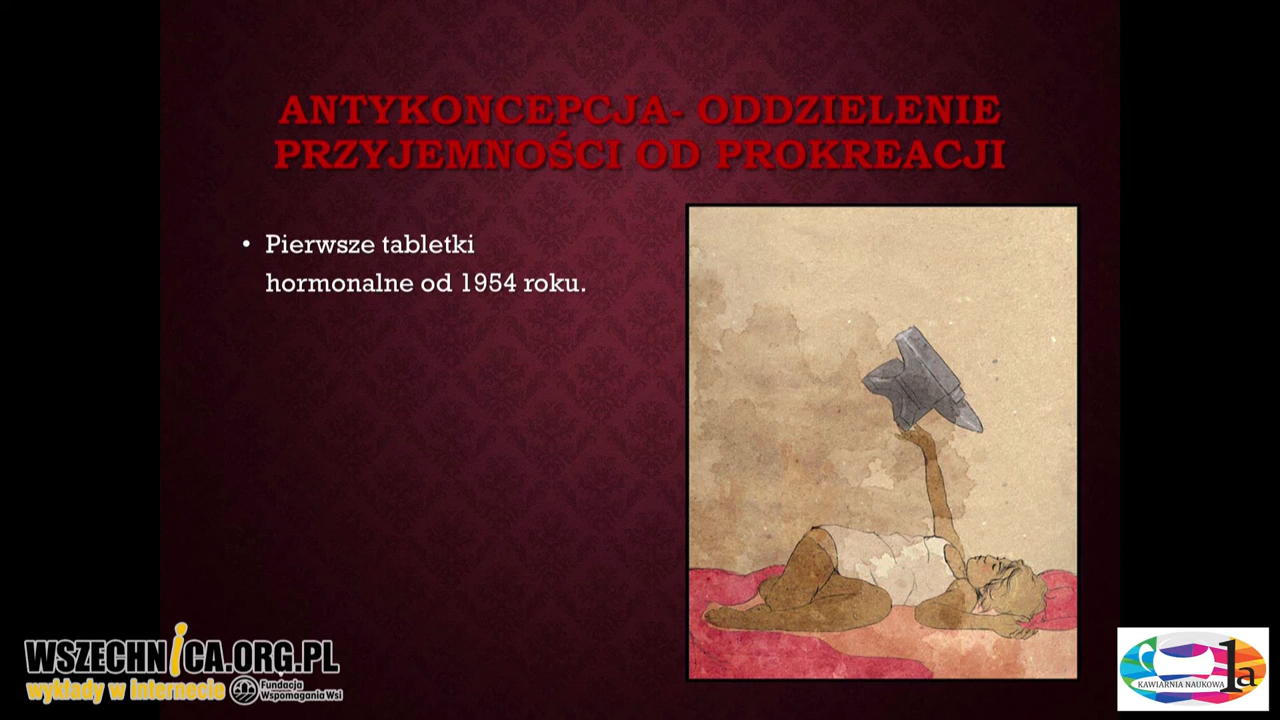 ANTYKONCEPCJA- ODDZIELENIE
PRZYJEMNOŚCI OD PROKREACJI
• Pierwsze tabletki
hormonalne od 1954 roku.
WSZECHNICA.ORG.PL
wykłady w internecie
Fundacja
Wspomagania Wsi
KAWIARNIA NAUKOWA 1a